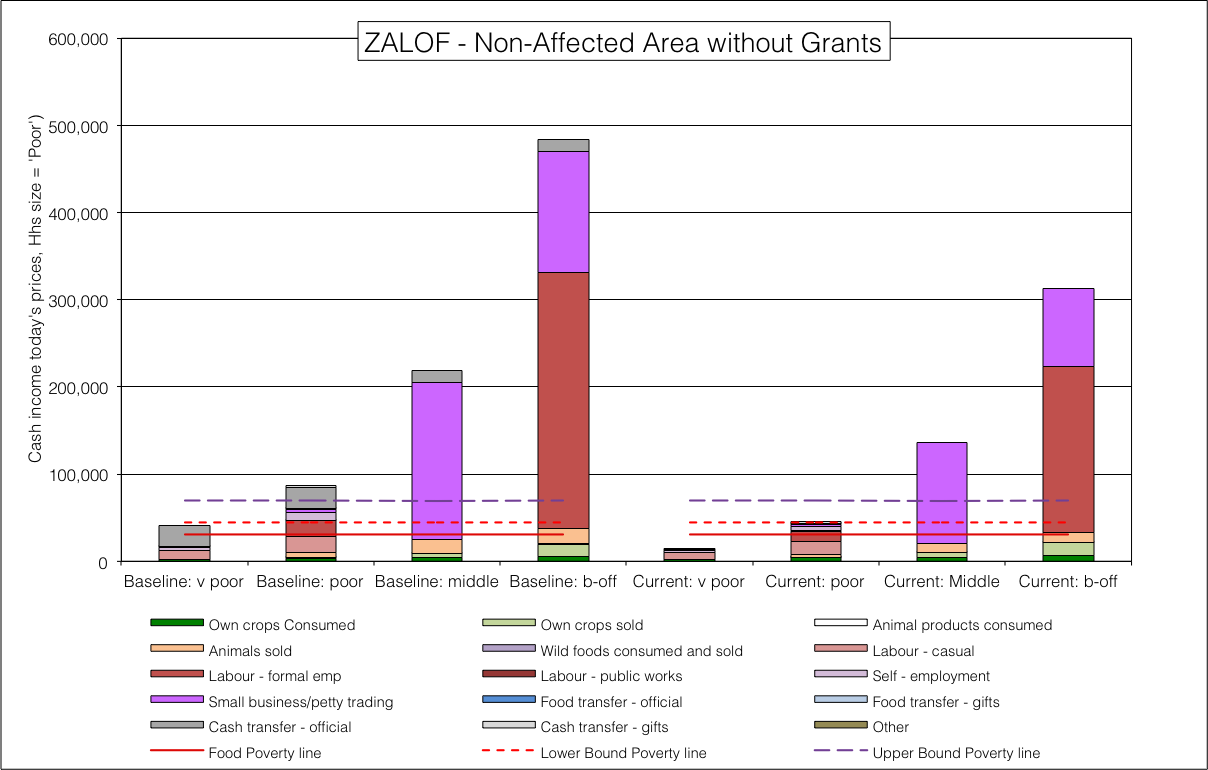 ZALOF - Non-Affected Area without Grants
Cash income today's prices, Hhs size = 'Poor')
600,000
500,000
400,000
300,000
200,000
100,000
0
Baseline: v poor Baseline: poor Baseline: middle Baseline: b-off Current: v poor Current: poor Current: Middle Current: b-off
Own crops Consumed Own crops sold Animal products consumed
Animals sold Wild foods consumed and sold Labour - casual
Labour - formal emp Labour - public works Self - employment
Small business/petty trading Food transfer - official Food transfer - gifts
Cash transfer - official Cash transfer - gifts Other
Food Poverty line Lower Bound Poverty line Upper Bound Poverty line